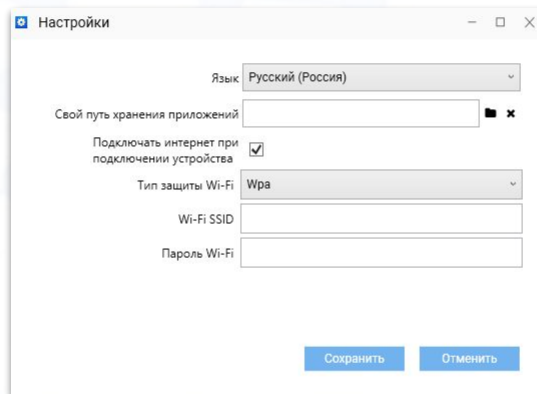 Настройки
Язык Русский (Россия)
Свой путь хранения приложений
Подключать интернет при
подключении устройства
Тип защиты Wi-Fi Wpa
Wi-Fi SSID
Пароль Wi-Fi
Сохранить Отменить